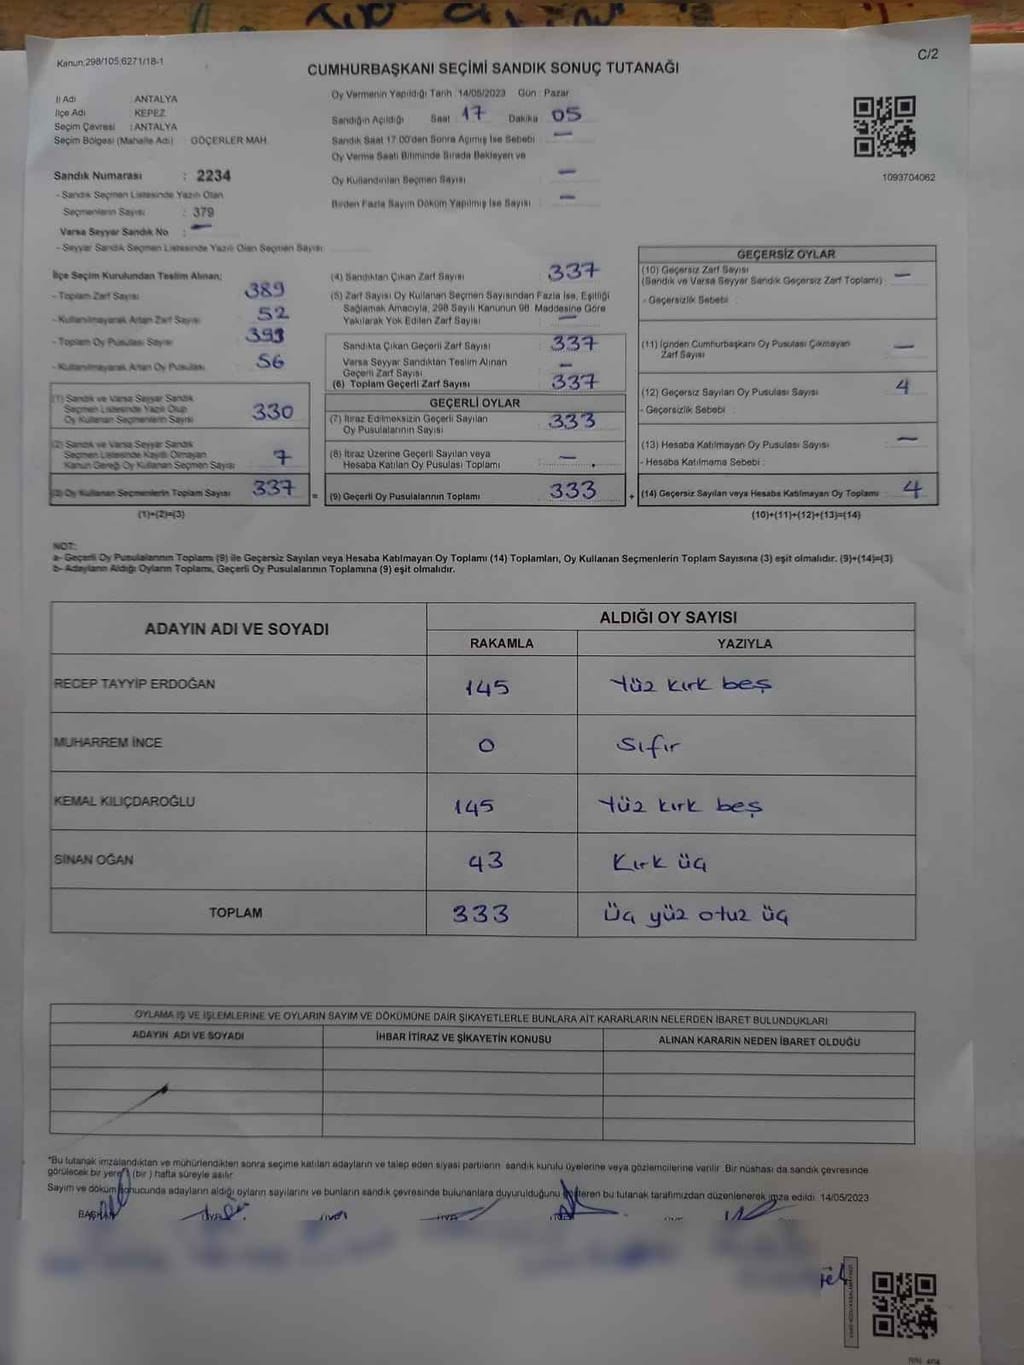 C/2
Kanun:298/105,6271/18-1
CUMHURBAŞKANI SEÇİMİ SANDIK SONUÇ TUTANAĞI
İl Adı : ANTALYA
İlçe Adı : KEPEZ
Seçim Çevresi : ANTALYA
Seçim Bölgesi (Mahalle Adı) : GÖÇERLER MAH.
Sandık Numarası : 2234
- Sandık Seçmen Listesinde Yazılı Olan
Seçmenlerin Sayısı : 379
Varsa Seyyar Sandık No : —
- Seyyar Sandık Seçmen Listesinde Yazılı Olan Seçmen Sayısı:
Oy Vermenin Yapıldığı Tarih :14/05/2023 Gün : Pazar
Sandığın Açıldığı Saat 17 Dakika 05
Sandık Saat 17.00'den Sonra Açılmış İse Sebebi : —
Oy Verme Saati Bitiminde Sırada Bekleyen ve
Oy Kullandırılan Seçmen Sayısı : —
Birden Fazla Sayım Döküm Yapılmış İse Sayısı : —
1093704062
İlçe Seçim Kurulundan Teslim Alınan:
- Toplam Zarf Sayısı 389
- Kullanılmayarak Artan Zarf Sayısı 52
- Toplam Oy Pusulası Sayısı 393
- Kullanılmayarak Artan Oy Pusulası 56
(1) Sandık ve Varsa Seyyar Sandık
Seçmen Listesinde Yazılı Olup
Oy Kullanan Seçmenlerin Sayısı 330
(2) Sandık ve Varsa Seyyar Sandık
Seçmen Listesinde Kayıtlı Olmayan
Kanun Gereği Oy Kullanan Seçmen Sayısı 7
(3) Oy Kullanan Seçmenlerin Toplam Sayısı 337
(1)+(2)=(3)
(4) Sandıktan Çıkan Zarf Sayısı 337
(5) Zarf Sayısı Oy Kullanan Seçmen Sayısından Fazla İse, Eşitliği
Sağlamak Amacıyla, 298 Sayılı Kanunun 98. Maddesine Göre
Yakılarak Yok Edilen Zarf Sayısı —
Sandıkta Çıkan Geçerli Zarf Sayısı 337
Varsa Seyyar Sandıktan Teslim Alınan
Geçerli Zarf Sayısı —
(6) Toplam Geçerli Zarf Sayısı 337
GEÇERLİ OYLAR
(7) İtiraz Edilmeksizin Geçerli Sayılan
Oy Pusulalarının Sayısı 333
(8) İtiraz Üzerine Geçerli Sayılan veya
Hesaba Katılan Oy Pusulası Toplamı —
= (9) Geçerli Oy Pusulalarının Toplamı 333
GEÇERSİZ OYLAR
(10) Geçersiz Zarf Sayısı
(Sandık ve Varsa Seyyar Sandık Geçersiz Zarf Toplamı) —
- Geçersizlik Sebebi :
(11) İçinden Cumhurbaşkanı Oy Pusulası Çıkmayan
Zarf Sayısı —
(12) Geçersiz Sayılan Oy Pusulası Sayısı 4
- Geçersizlik Sebebi :
(13) Hesaba Katılmayan Oy Pusulası Sayısı —
- Hesaba Katılmama Sebebi :
+ (14) Geçersiz Sayılan veya Hesaba Katılmayan Oy Toplamı 4
(10)+(11)+(12)+(13)=(14)
NOT:
a- Geçerli Oy Pusulalarının Toplamı (9) ile Geçersiz Sayılan veya Hesaba Katılmayan Oy Toplamı (14) Toplamları, Oy Kullanan Seçmenlerin Toplam Sayısına (3) eşit olmalıdır. (9)+(14)=(3)
b- Adayların Aldığı Oyların Toplamı, Geçerli Oy Pusulalarının Toplamına (9) eşit olmalıdır.
ADAYIN ADI VE SOYADI ALDIĞI OY SAYISI
RAKAMLA YAZIYLA
RECEP TAYYİP ERDOĞAN 145 Yüz kırk beş
MUHARREM İNCE 0 Sıfır
KEMAL KILIÇDAROĞLU 145 Yüz kırk beş
SİNAN OĞAN 43 Kırk üç
TOPLAM 333 Üç yüz otuz üç
OYLAMA İŞ VE İŞLEMLERİNE VE OYLARIN SAYIM VE DÖKÜMÜNE DAİR ŞİKAYETLERLE BUNLARA AİT KARARLARIN NELERDEN İBARET BULUNDUKLARI
ADAYIN ADI VE SOYADI İHBAR İTİRAZ VE ŞİKAYETİN KONUSU ALINAN KARARIN NEDEN İBARET OLDUĞU
*Bu tutanak imzalandıktan ve mühürlendikten sonra seçime katılan adayların ve talep eden siyasi partilerin sandık kurulu üyelerine veya gözlemcilerine verilir. Bir nüshası da sandık çevresinde
görülecek bir yere 1 (bir ) hafta süreyle asılır.
Sayım ve döküm sonucunda adayların aldığı oyların sayılarını ve bunların sandık çevresinde bulunanlara duyurulduğunu gösteren bu tutanak tarafımızdan düzenlenerek imza edildi. 14/05/2023
BAŞKAN